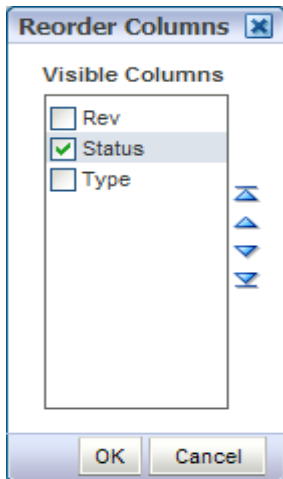 Reorder Columns
Visible Columns
Rev
Status
Type
OK Cancel